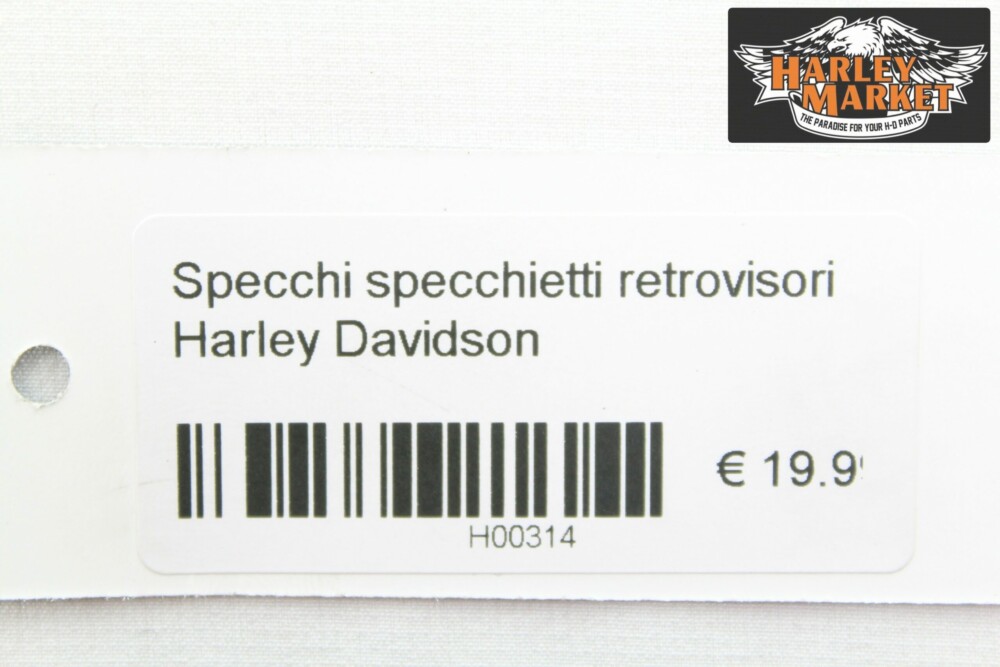 HARLEY
MARKET
THE PARADISE FOR YOUR H-D PARTS
Specchi specchietti retrovisori
Harley Davidson
€ 19.9
H00314